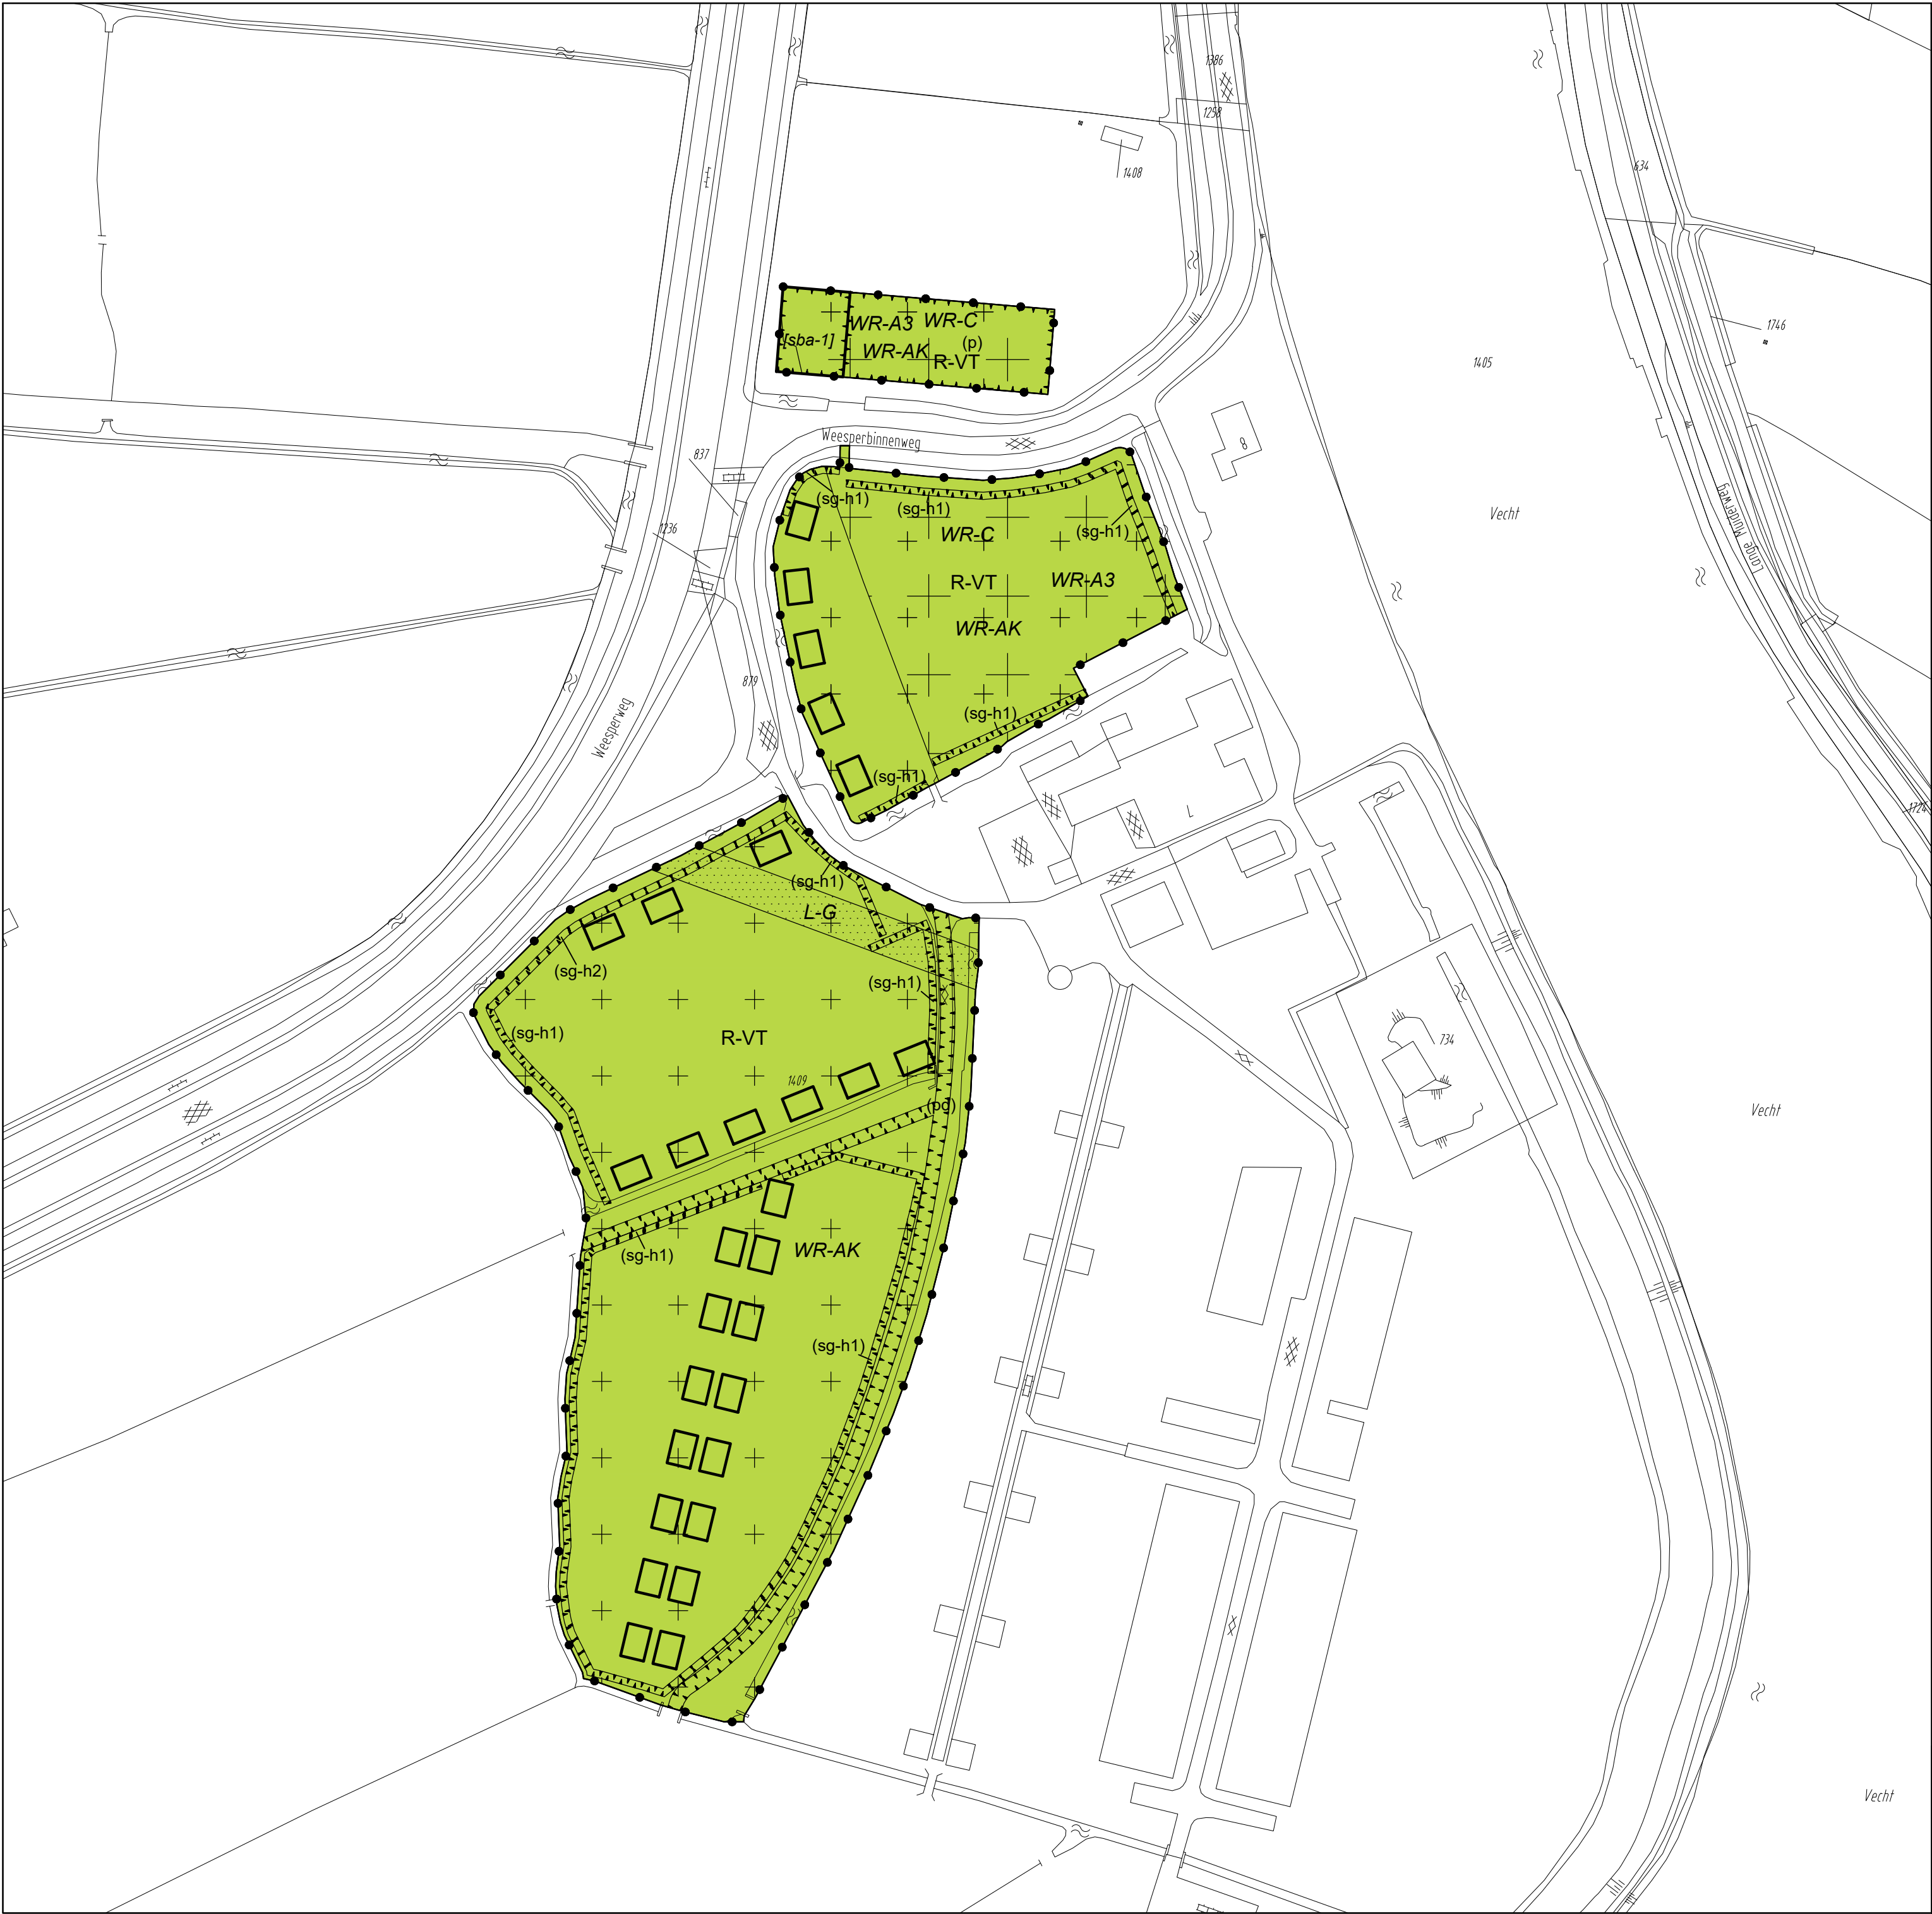 1386
1258
1408
634
1746
WR-A3
WR-C
(p)
[sba-1]
WR-AK
R-VT
1405
Weesperbinnenweg
8
837
(sg-h1)
(sg-h1)
Vecht
1236
WR-C
(sg-h1)
Lange Muiderweg
R-VT
WR-A3
WR-AK
879
(sg-h1)
Weesperweg
(sg-h1)
1724
L
(sg-h1)
L-G
(sg-h2)
(sg-h1)
(sg-h1)
R-VT
734
1409
(pg)
Vecht
WR-AK
(sg-h1)
(sg-h1)
Vecht